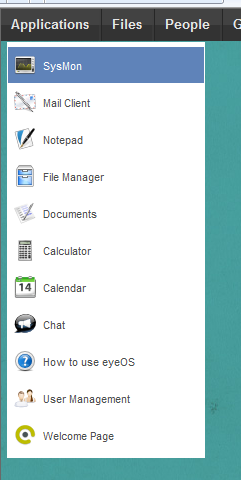 Applications Files People
SysMon
Mail Client
Notepad
File Manager
Documents
Calculator
14
Calendar
Chat
?
How to use eyeOS
User Management
Welcome Page